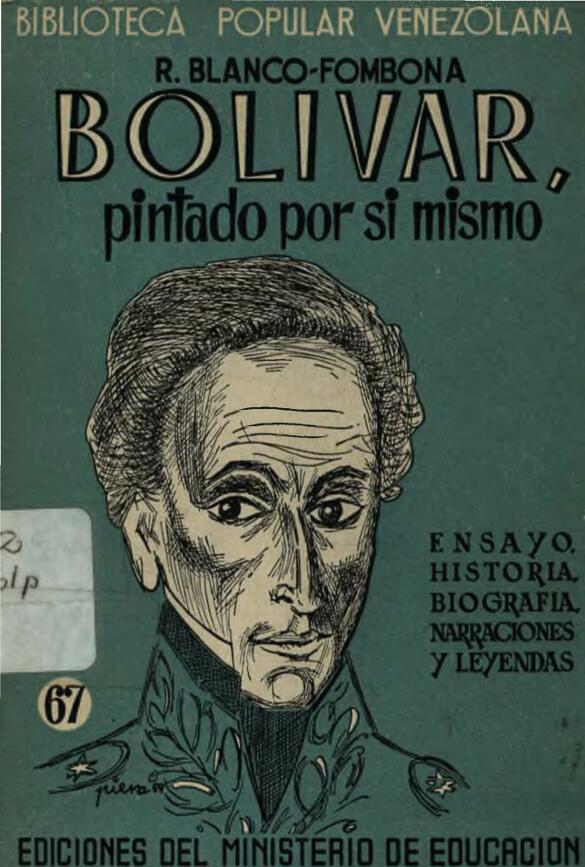 BIBLIOTECA POPULAR VENEZOLANA
R. BLANCO-FOMBONA
BOLIVAR,
pintado por si mismo
ENSAYO.
HISTORIA.
BIOGRAFIA.
NARRACIONES
Y LEYENDAS
67
EDICIONES DEL MINISTERIO DE EDUCACION